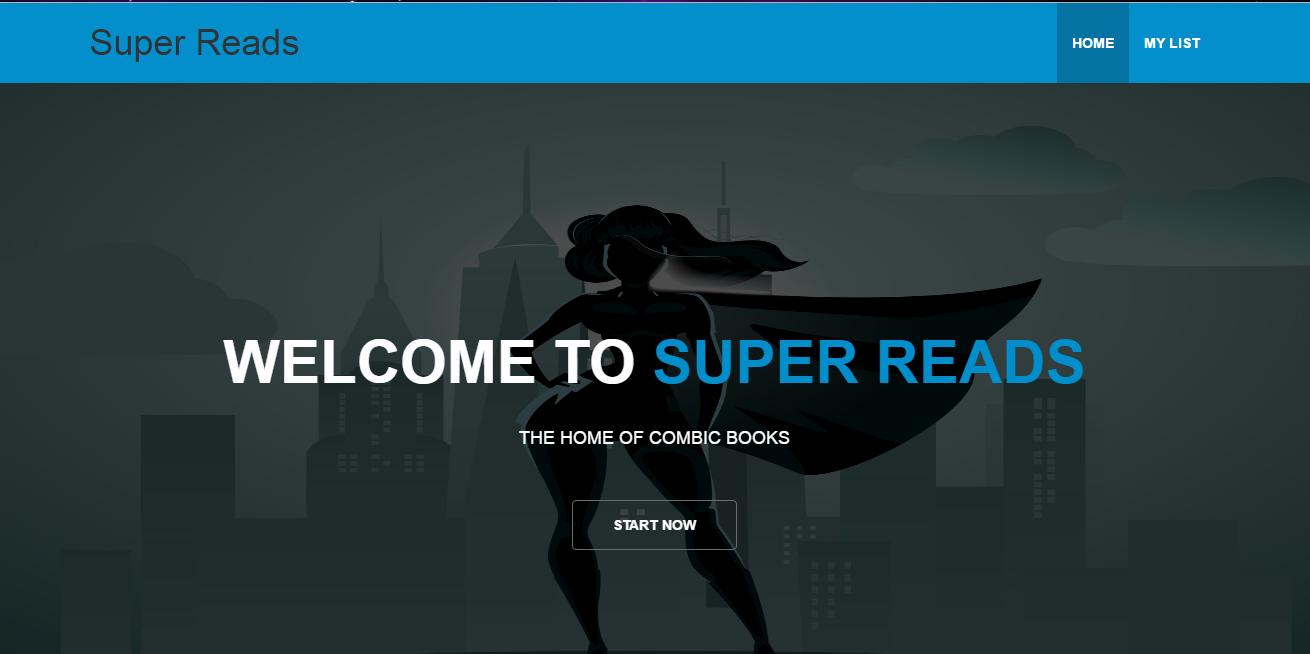 Super Reads
HOME
MY LIST
WELCOME TO SUPER READS
THE HOME OF COMBIC BOOKS
START NOW